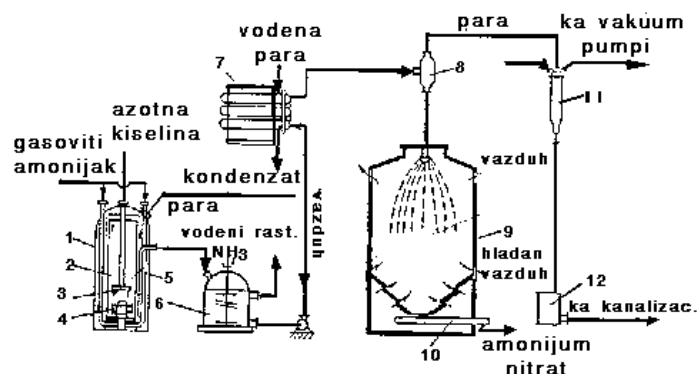 para
ka vakuum
pumpi
vodena
para
7
8
11
azotna
kiselina
gasoviti
amonijak
kondenzat
para
vazduh
vodeni rast.
NH3
vazduh
9
hladan
vazduh
1
2
3
4
5
6
12
10
ka kanalizac.
amonijum
nitrat